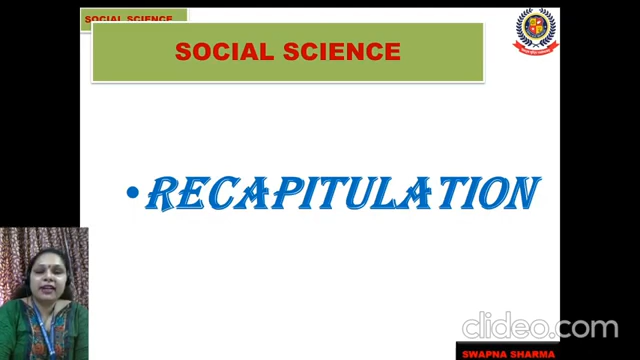 SOCIAL SCIENCE
SOCIAL SCIENCE
• RECAPITULATION
clideo.com
SWAPNA SHARMA